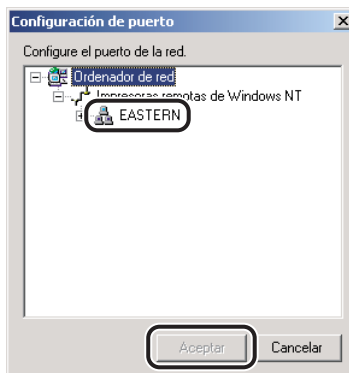 Configuración de puerto
Configure el puerto de la red.
Ordenador de red
Impresoras remotas de Windows NT
EASTERN
Aceptar
Cancelar